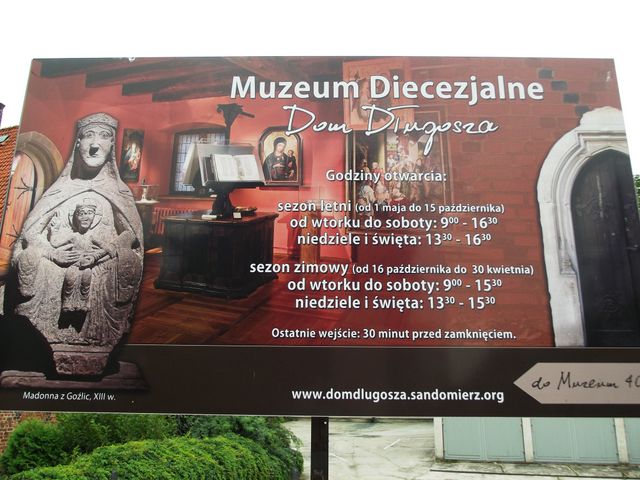 Muzeum Diecezjalne
Dom Długosza
Godziny otwarcia:
sezon letni (od 1 maja do 15 października)
od wtorku do soboty: 9⁰⁰ - 16³⁰
niedziele i święta: 13³⁰ - 16³⁰
sezon zimowy (od 16 października do 30 kwietnia)
od wtorku do soboty: 9⁰⁰ - 15³⁰
niedziele i święta: 13³⁰ - 15³⁰
Ostatnie wejście: 30 minut przed zamknięciem.
Madonna z Goźlic, XIII w.
www.domdlugosza.sandomierz.org
do Muzeum 40